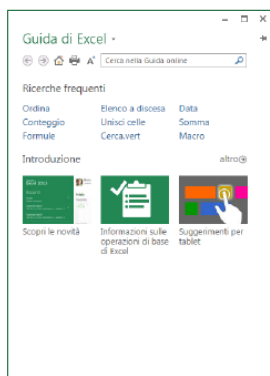 Guida di Excel
Cerca nella Guida online
Ricerche frequenti
Ordina Elenco a discesa Data
Conteggio Unisci celle Somma
Formule Cerca.vert Macro
Introduzione altro
Scopri le novità Informazioni sulle operazioni di base di Excel Suggerimenti per tablet